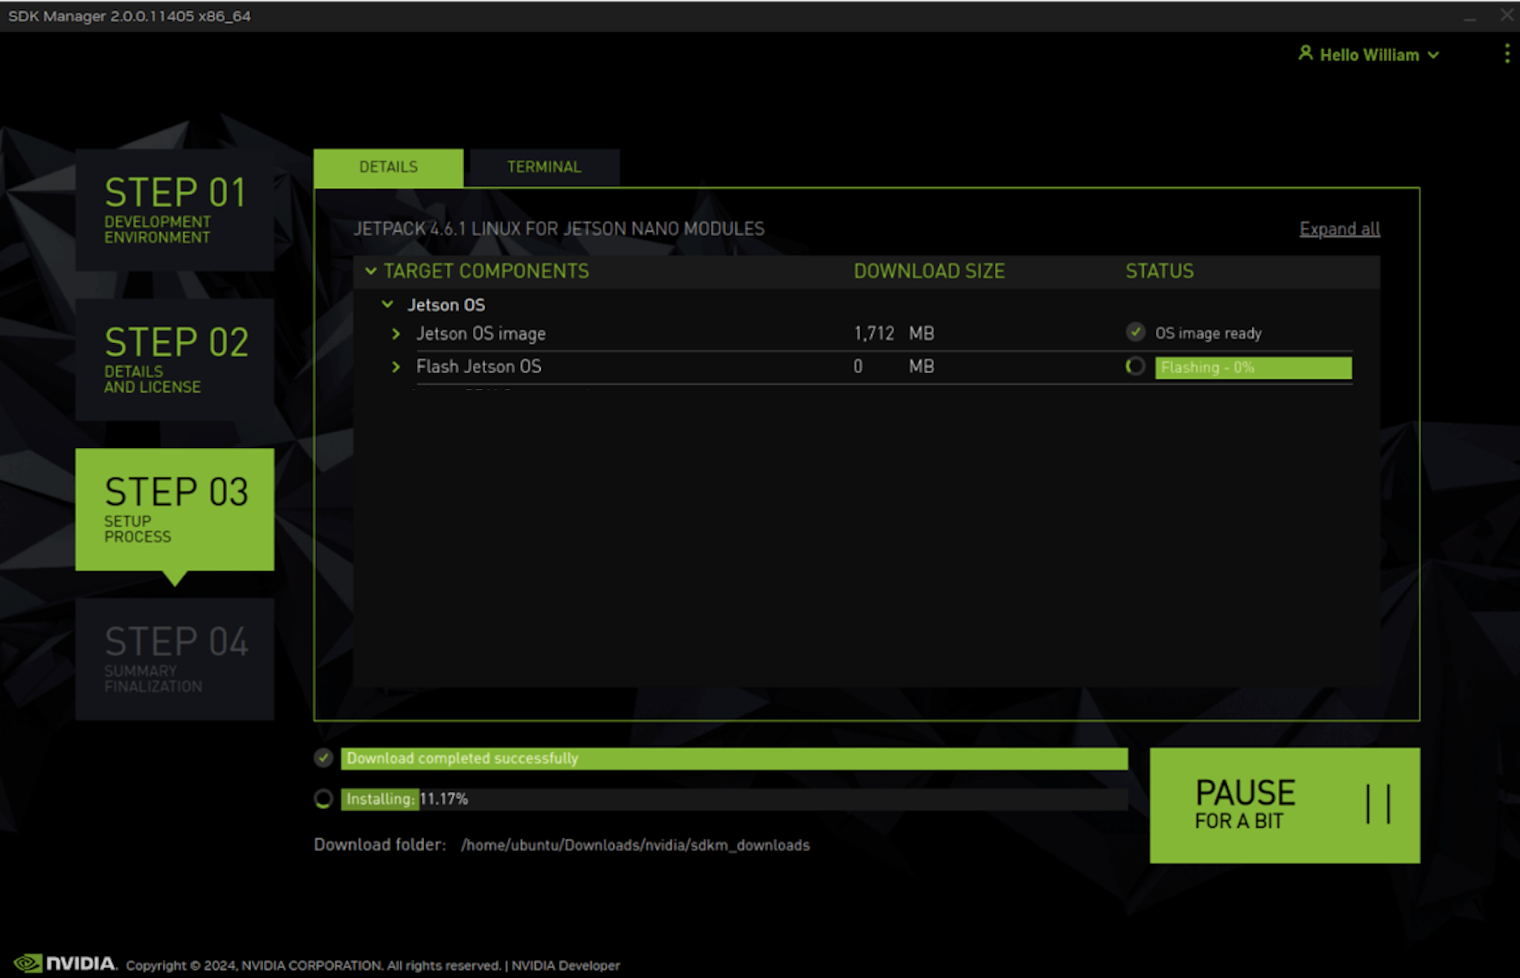 SDK Manager 2.0.0.11405 x86_64
Hello William
STEP 01
DEVELOPMENT
ENVIRONMENT
STEP 02
DETAILS
AND LICENSE
STEP 03
SETUP
PROCESS
STEP 04
SUMMARY
FINALIZATION
DETAILS TERMINAL
JETPACK 4.6.1 LINUX FOR JETSON NANO MODULES Expand all
TARGET COMPONENTS DOWNLOAD SIZE STATUS
Jetson OS
Jetson OS image 1,712 MB OS image ready
Flash Jetson OS 0 MB Flashing - 0%
Download completed successfully
Installing: 11.17%
Download folder: /home/ubuntu/Downloads/nvidia/sdkm_downloads
PAUSE
FOR A BIT
NVIDIA. Copyright © 2024, NVIDIA CORPORATION. All rights reserved. | NVIDIA Developer